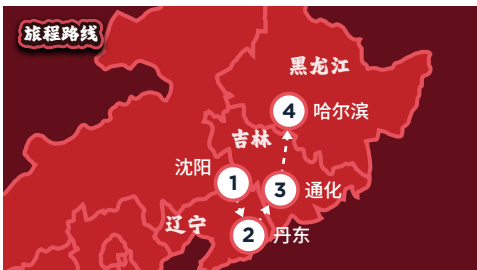 旅程路线
黑龙江
4 哈尔滨
吉林
沈阳 1
3 通化
辽宁
2 丹东